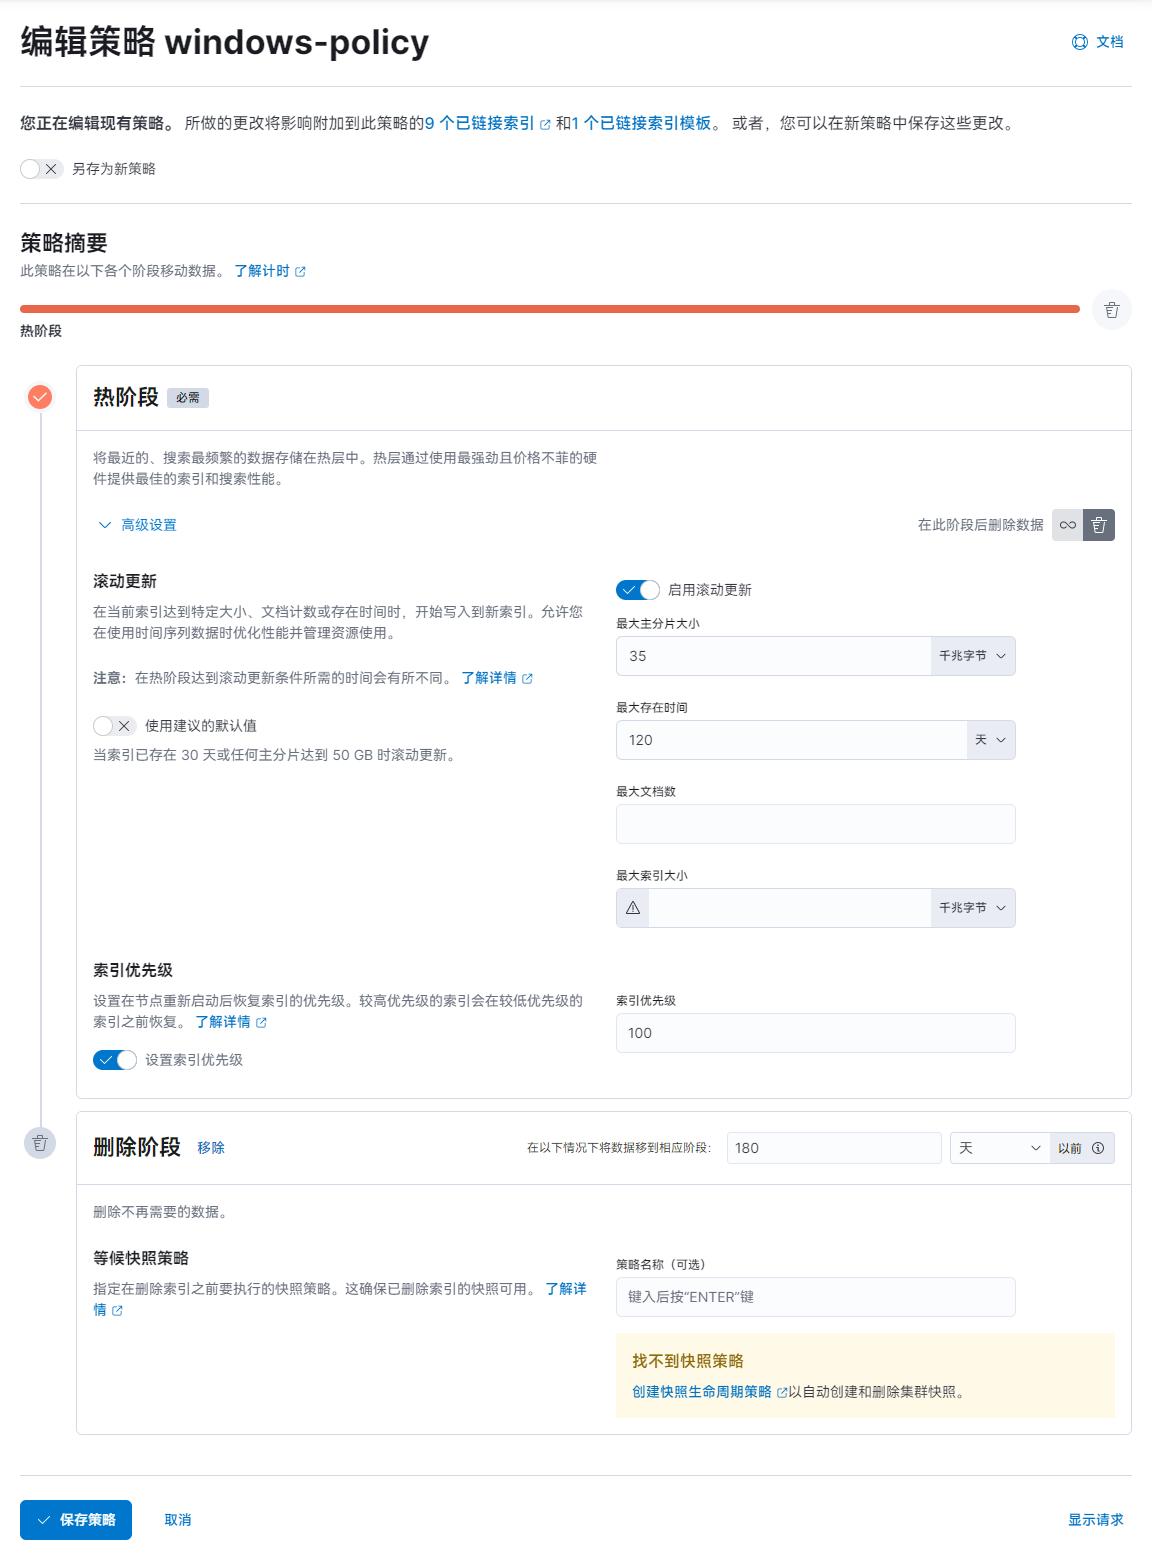 编辑策略 windows-policy
文档
您正在编辑现有策略。 所做的更改将影响附加到此策略的9 个已链接索引 和1 个已链接索引模板。 或者，您可以在新策略中保存这些更改。
另存为新策略
策略摘要
此策略在以下各个阶段移动数据。 了解计时
热阶段
热阶段 必需
将最近的、搜索最频繁的数据存储在热层中。热层通过使用最强劲且价格不菲的硬
件提供最佳的索引和搜索性能。
高级设置
在此阶段后删除数据
滚动更新
在当前索引达到特定大小、文档计数或存在时间时，开始写入到新索引。允许您
在使用时间序列数据时优化性能并管理资源使用。
注意： 在热阶段达到滚动更新条件所需的时间会有所不同。 了解详情
使用建议的默认值
当索引已存在 30 天或任何主分片达到 50 GB 时滚动更新。
启用滚动更新
最大主分片大小
35 千兆字节
最大存在时间
120 天
最大文档数
最大索引大小
千兆字节
索引优先级
设置在节点重新启动后恢复索引的优先级。较高优先级的索引会在较低优先级的
索引之前恢复。 了解详情
设置索引优先级
索引优先级
100
删除阶段 移除
在以下情况下将数据移到相应阶段： 180 天 以前
删除不再需要的数据。
等候快照策略
指定在删除索引之前要执行的快照策略。这确保已删除索引的快照可用。 了解详
情
策略名称（可选）
键入后按“ENTER”键
找不到快照策略
创建快照生命周期策略 以自动创建和删除集群快照。
保存策略
取消
显示请求